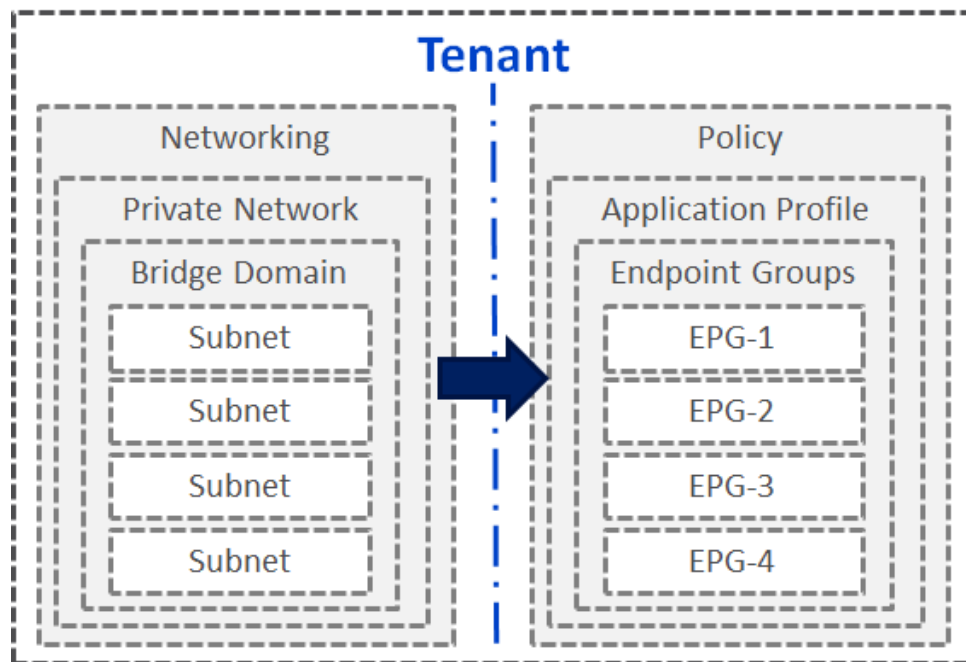 Tenant
Networking
Private Network
Bridge Domain
Subnet
Subnet
Subnet
Subnet
Policy
Application Profile
Endpoint Groups
EPG-1
EPG-2
EPG-3
EPG-4